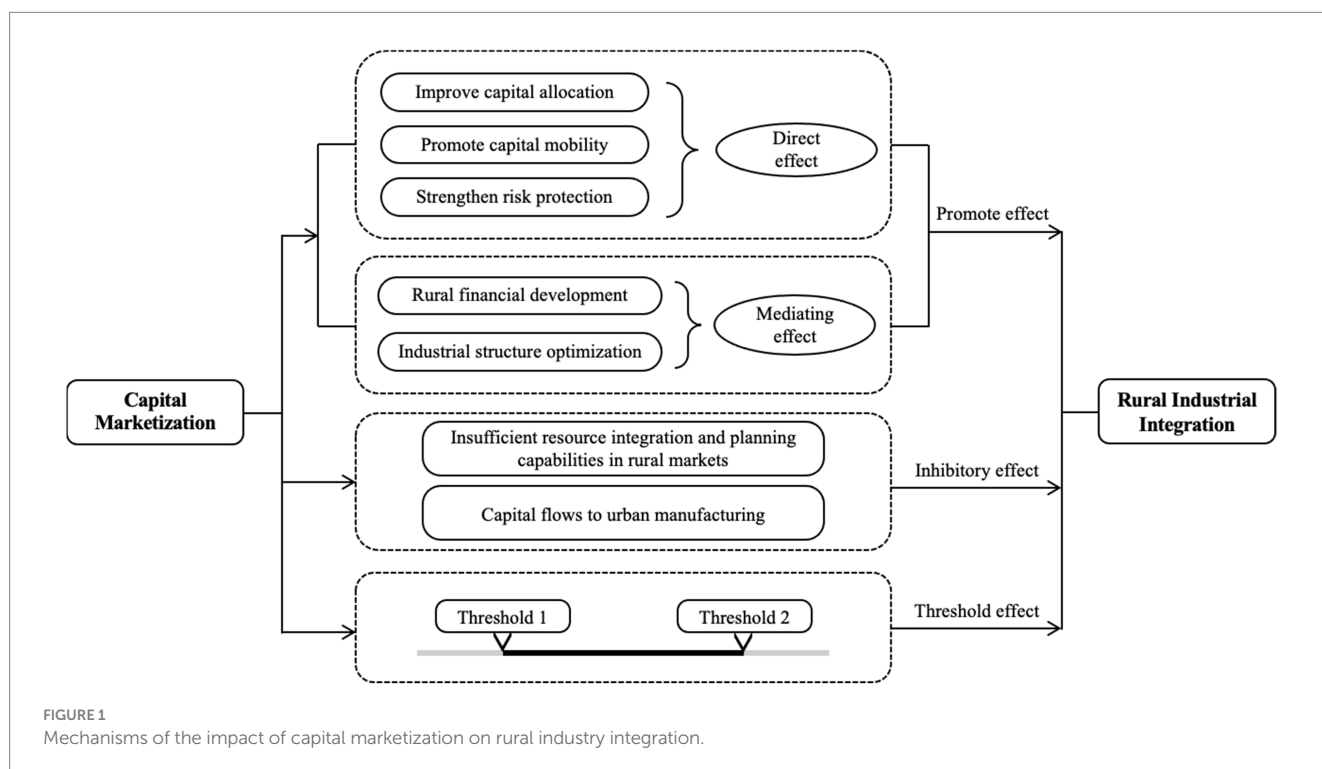 Improve capital allocation
Promote capital mobility
Strengthen risk protection
Direct
effect
Promote effect
Rural financial development
Industrial structure optimization
Mediating
effect
Capital
Marketization
Insufficient resource integration and planning
capabilities in rural markets
Capital flows to urban manufacturing
Inhibitory effect
Rural Industrial
Integration
Threshold 1
Threshold 2
Threshold effect
FIGURE 1
Mechanisms of the impact of capital marketization on rural industry integration.